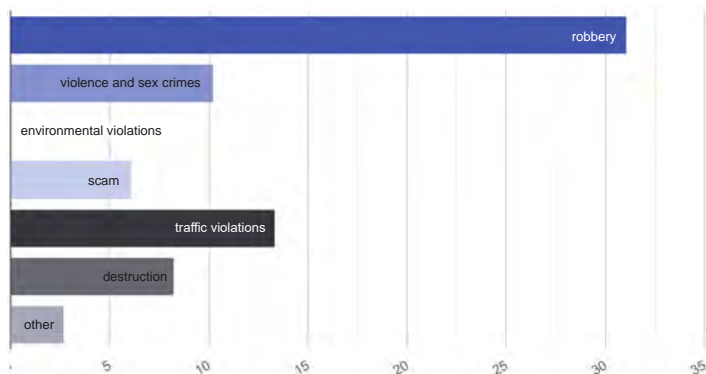 robbery
violence and sex crimes
environmental violations
scam
traffic violations
destruction
other
5
10
15
20
25
30
35